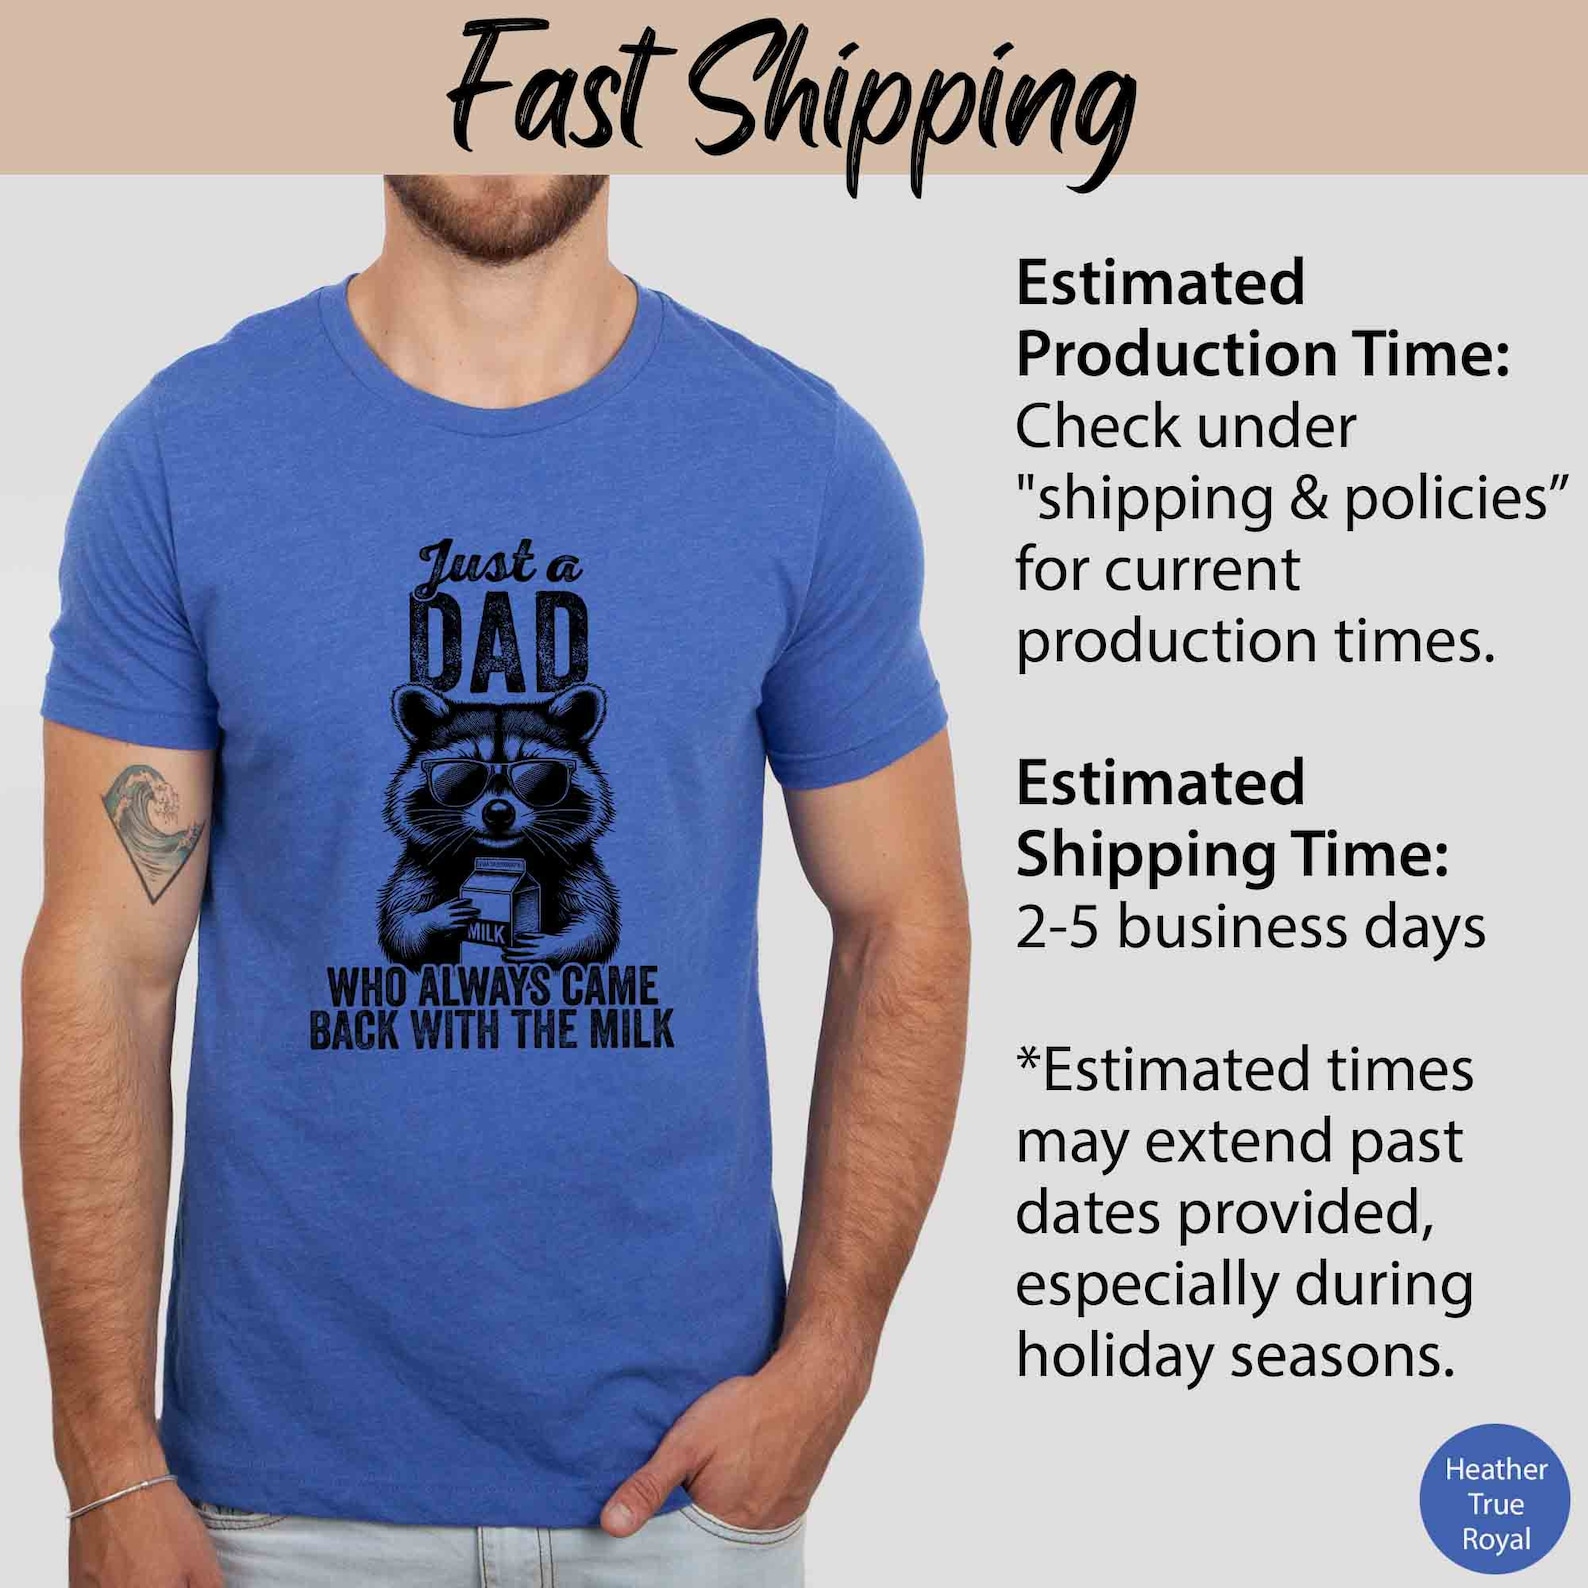 Fast Shipping
Just a
DAD
MILK
WHO ALWAYS CAME
BACK WITH THE MILK
Estimated
Production Time:
Check under
"shipping & policies”
for current
production times.
Estimated
Shipping Time:
2-5 business days
*Estimated times
may extend past
dates provided,
especially during
holiday seasons.
Heather
True
Royal